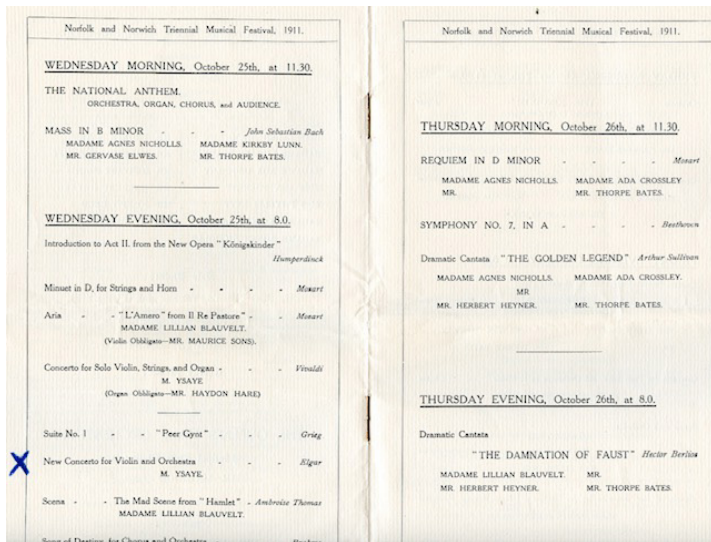 Norfolk and Norwich Triennial Musical Festival, 1911.
WEDNESDAY MORNING, October 25th, at 11.30.
THE NATIONAL ANTHEM.
ORCHESTRA, ORGAN, CHORUS, and AUDIENCE.
MASS IN B MINOR - - - John Sebastian Bach
MADAME AGNES NICHOLLS. MADAME KIRKBY LUNN.
MR. GERVASE ELWES. MR. THORPE BATES.
WEDNESDAY EVENING, October 25th, at 8.0.
Introduction to Act II. from the New Opera "Königskinder"
Humperdinck
Minuet in D, for Strings and Horn - - - - Mozart
Aria - - "L'Amero" from Il Re Pastore" - - Mozart
MADAME LILLIAN BLAUVELT.
(Violin Obbligato—MR. MAURICE SONS).
Concerto for Solo Violin, Strings, and Organ - - - Vivaldi
M. YSAYE
(Organ Obbligato—MR. HAYDON HARE)
Suite No. 1 - - "Peer Gynt" - - - Grieg
X New Concerto for Violin and Orchestra - - - Elgar
M. YSAYE.
Scena - - The Mad Scene from "Hamlet" - Ambroise Thomas
MADAME LILLIAN BLAUVELT.
Song of Destiny, for Chorus and Orchestra
Norfolk and Norwich Triennial Musical Festival, 1911.
THURSDAY MORNING, October 26th, at 11.30.
REQUIEM IN D MINOR - - - - Mozart
MADAME AGNES NICHOLLS. MADAME ADA CROSSLEY
MR. MR. THORPE BATES.
SYMPHONY NO. 7, IN A - - - - Beethoven
Dramatic Cantata "THE GOLDEN LEGEND" Arthur Sullivan
MADAME AGNES NICHOLLS. MADAME ADA CROSSLEY.
MR
MR. HERBERT HEYNER. MR. THORPE BATES.
THURSDAY EVENING, October 26th, at 8.0.
Dramatic Cantata
"THE DAMNATION OF FAUST" Hector Berlioz
MADAME LILLIAN BLAUVELT. MR.
MR. HERBERT HEYNER. MR. THORPE BATES.